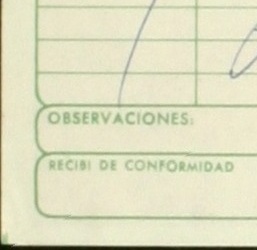 OBSERVACIONES:
RECIBI DE CONFORMIDAD